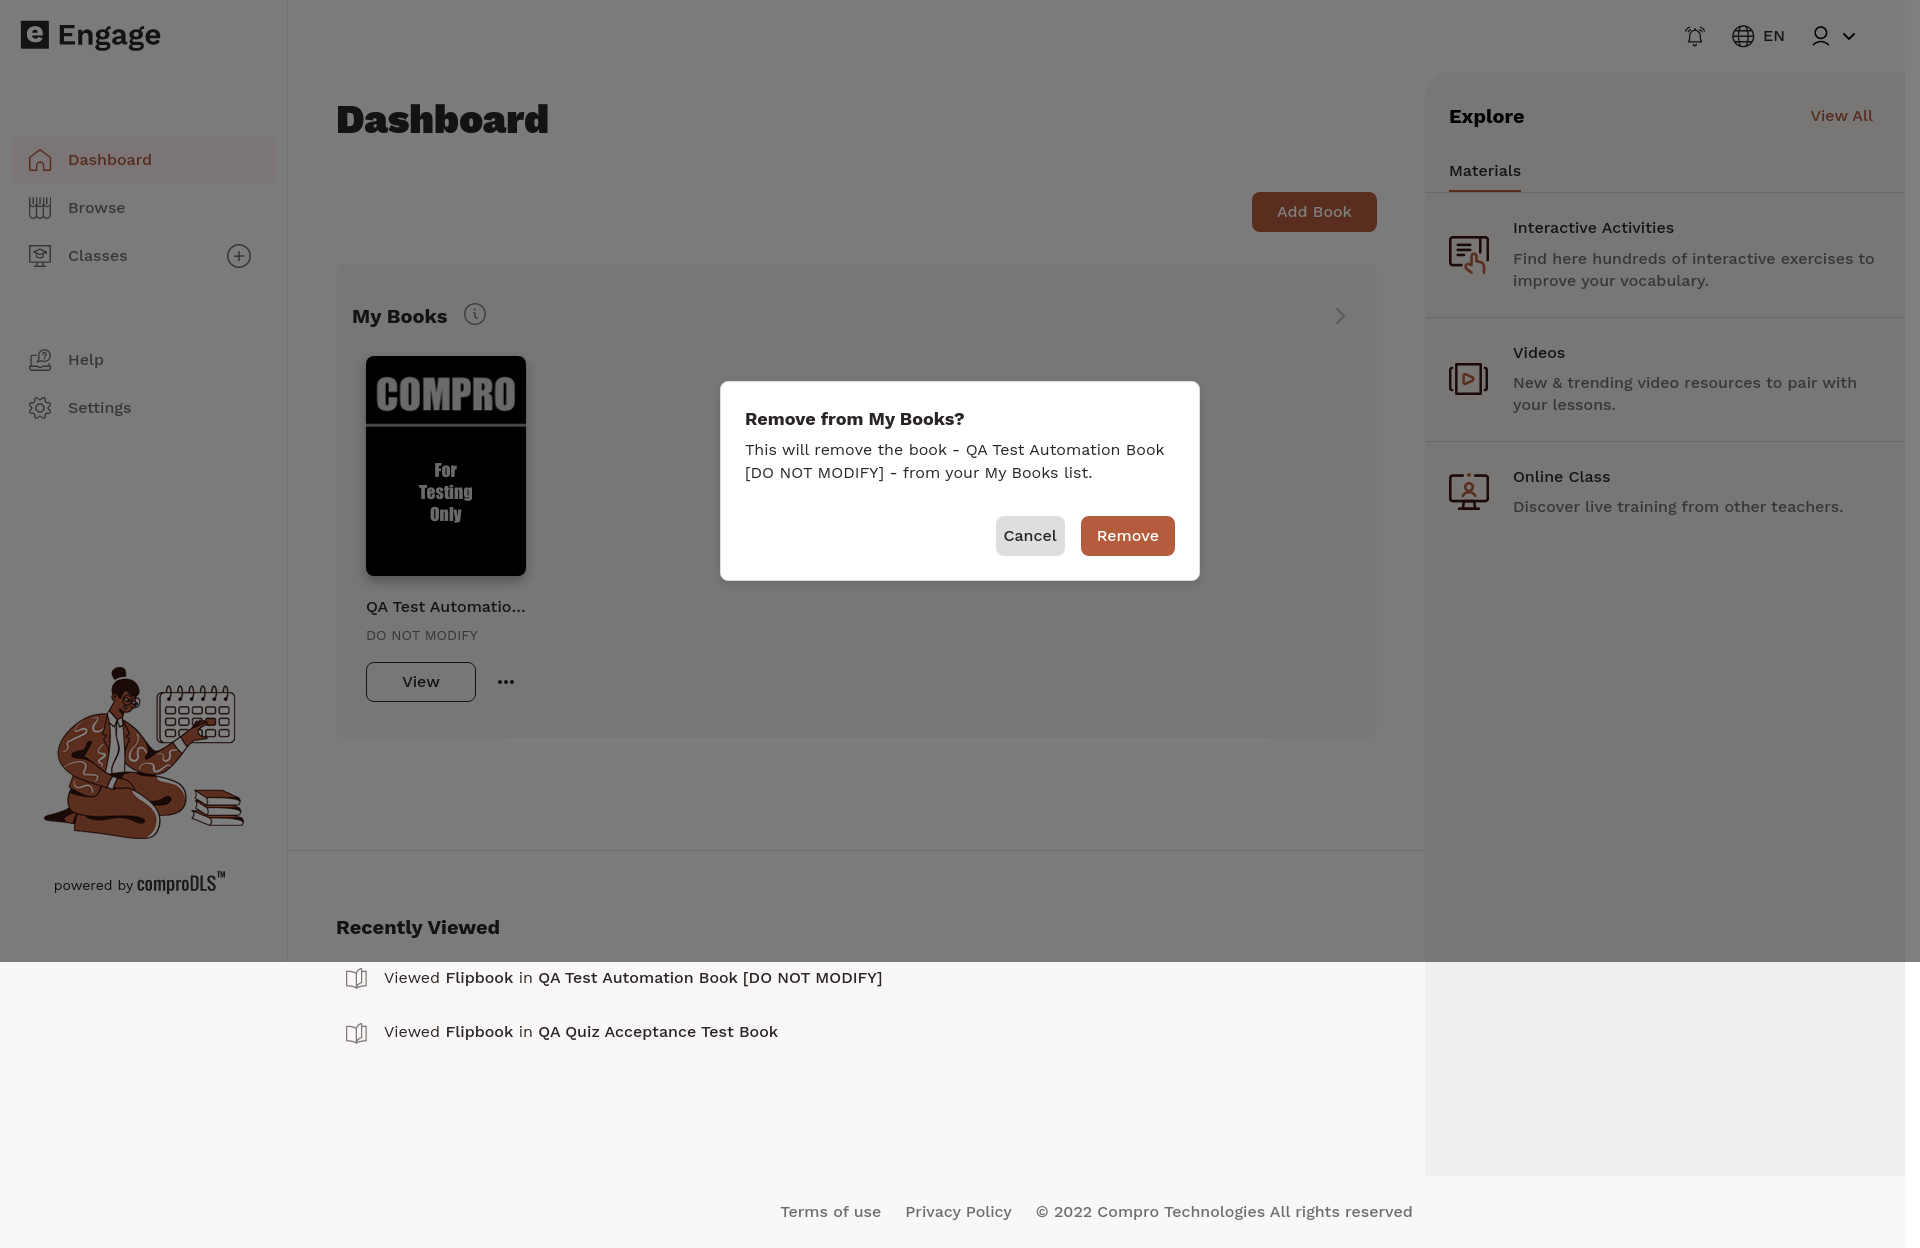 e Engage
EN
Dashboard
Browse
Classes
Help
Settings
powered by comproDLS™
Dashboard
Add Book
My Books
COMPRO
For
Testing
Only
QA Test Automatio...
DO NOT MODIFY
View
Remove from My Books?
This will remove the book - QA Test Automation Book
[DO NOT MODIFY] - from your My Books list.
Cancel
Remove
Explore
View All
Materials
Interactive Activities
Find here hundreds of interactive exercises to
improve your vocabulary.
Videos
New & trending video resources to pair with
your lessons.
Online Class
Discover live training from other teachers.
Recently Viewed
Viewed Flipbook in QA Test Automation Book [DO NOT MODIFY]
Viewed Flipbook in QA Quiz Acceptance Test Book
Terms of use
Privacy Policy
© 2022 Compro Technologies All rights reserved